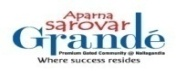 Aparna
sarovar
Grandé
Premium Gated Community @ Nallagandla
Where success resides